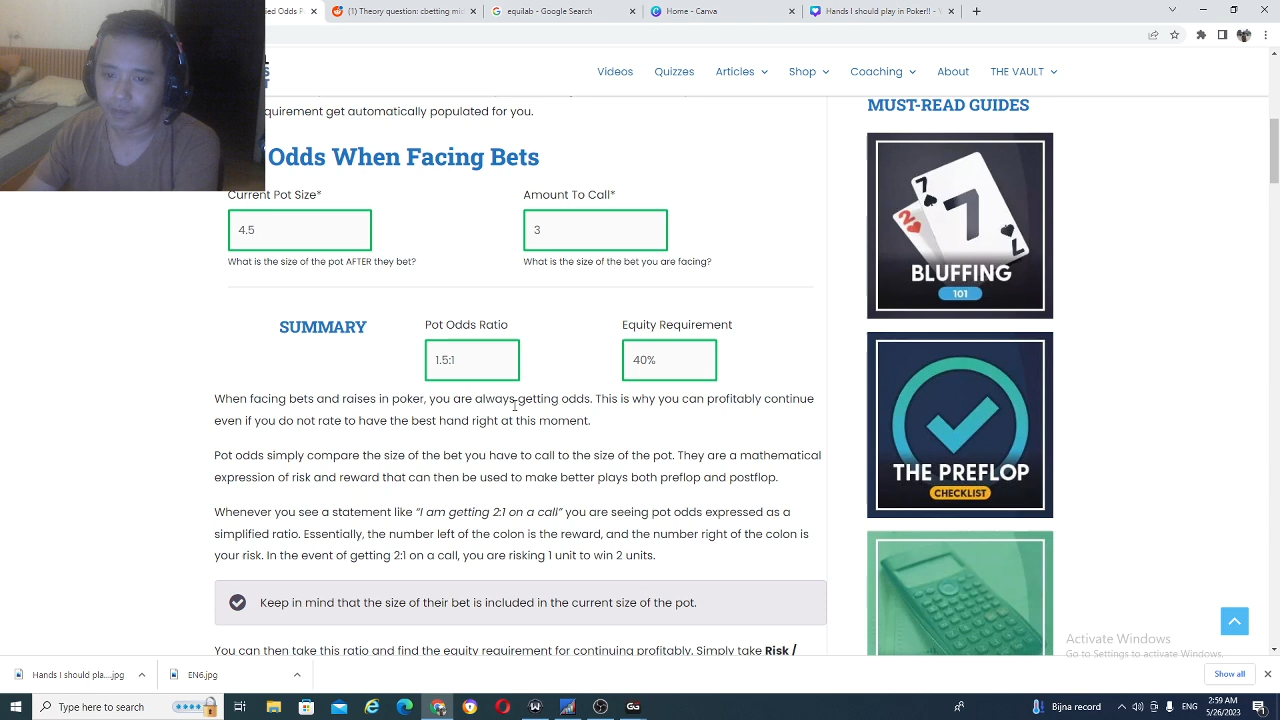 (1) Theory question: betting mid
equilab - Google Search
Home - Canva
Hands I should play in Poker!! - Y
Videos Quizzes Articles Shop Coaching About THE VAULT
quirement get automatically populated for you.
MUST-READ GUIDES
Odds When Facing Bets
Current Pot Size*
Amount To Call*
4.5
3
What is the size of the pot AFTER they bet?
What is the size of the bet you are facing?
7
2
7
7
BLUFFING
101
SUMMARY
Pot Odds Ratio
Equity Requirement
1.5:1
40%
When facing bets and raises in poker, you are always getting odds. This is why you can profitably continue
even if you do not rate to have the best hand right at this moment.
Pot odds simply compare the size of the bet you have to call to the size of the pot. They are a mathematical
expression of risk and reward that can then be used to make better plays both preflop and postflop.
THE PREFLOP
CHECKLIST
Whenever you see a statement like "I am getting 2:1 on a call" you are seeing pot odds expressed as a
simplified ratio. Essentially, the number left of the colon is the reward, and the number right of the colon is
your risk. In the event of getting 2:1 on a call, you are risking 1 unit to win 2 units.
Keep in mind that the size of their bet is included in the current size of the pot.
You can then take this ratio and find the equity requirement for continuing profitably. Simply take Risk /
Activate Windows
Go to Settings to activate Windows.
Hands I should pla....jpg
EN6.jpg
Show all
Type here to search
Bijna record
2:59 AM
5/26/2023